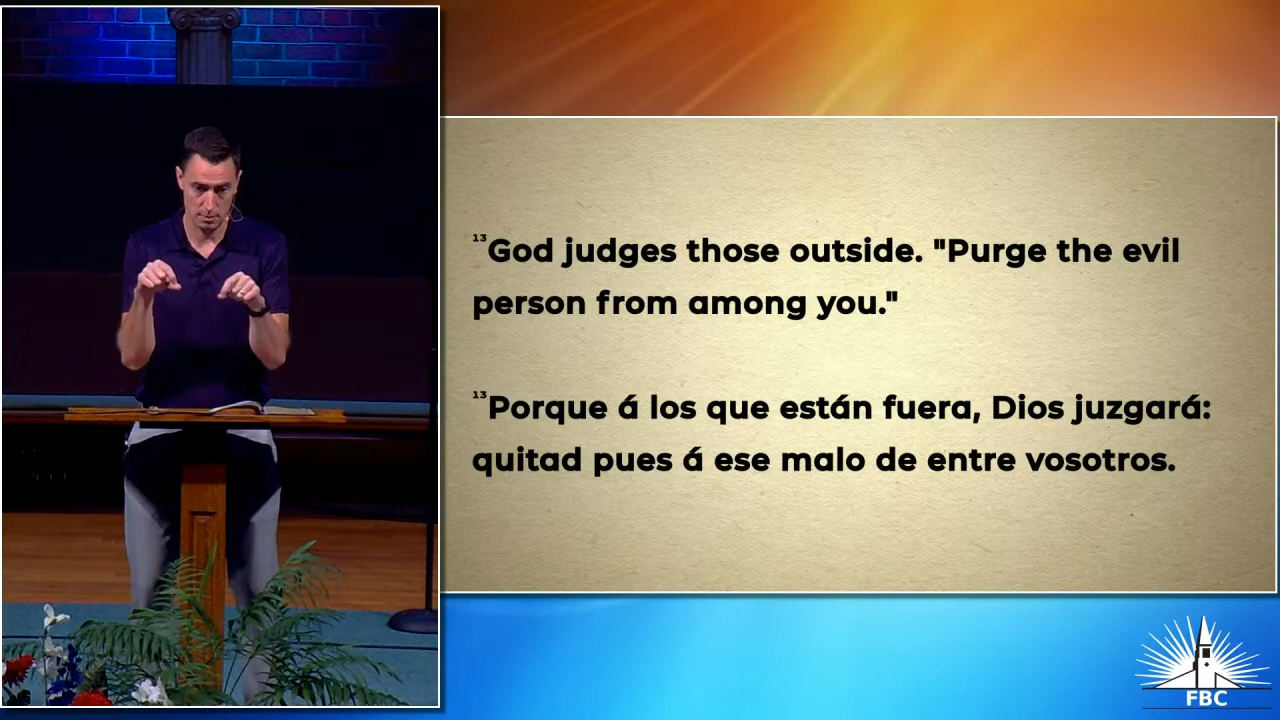 ¹³God judges those outside. "Purge the evil
person from among you."
¹³Porque á los que están fuera, Dios juzgará:
quitad pues á ese malo de entre vosotros.
FBC